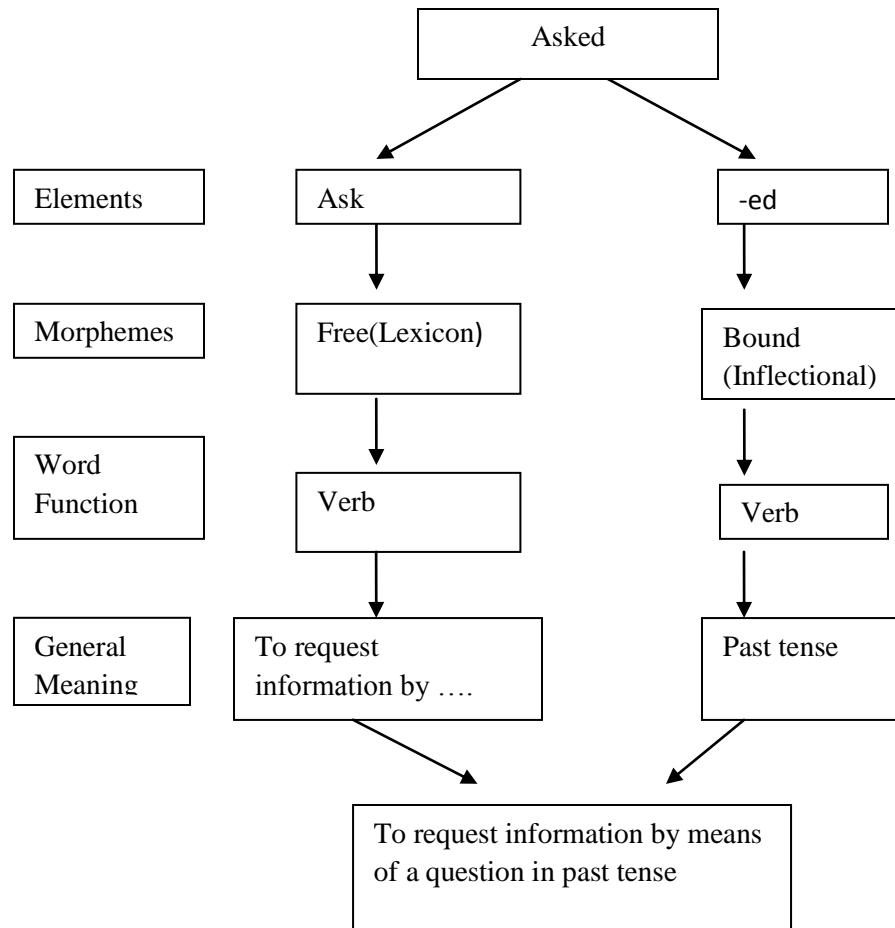 Asked
Elements
Ask
-ed
Morphemes
Free(Lexicon)
Bound
(Inflectional)
Word
Function
Verb
Verb
General
Meaning
To request
information by ….
Past tense
To request information by means
of a question in past tense